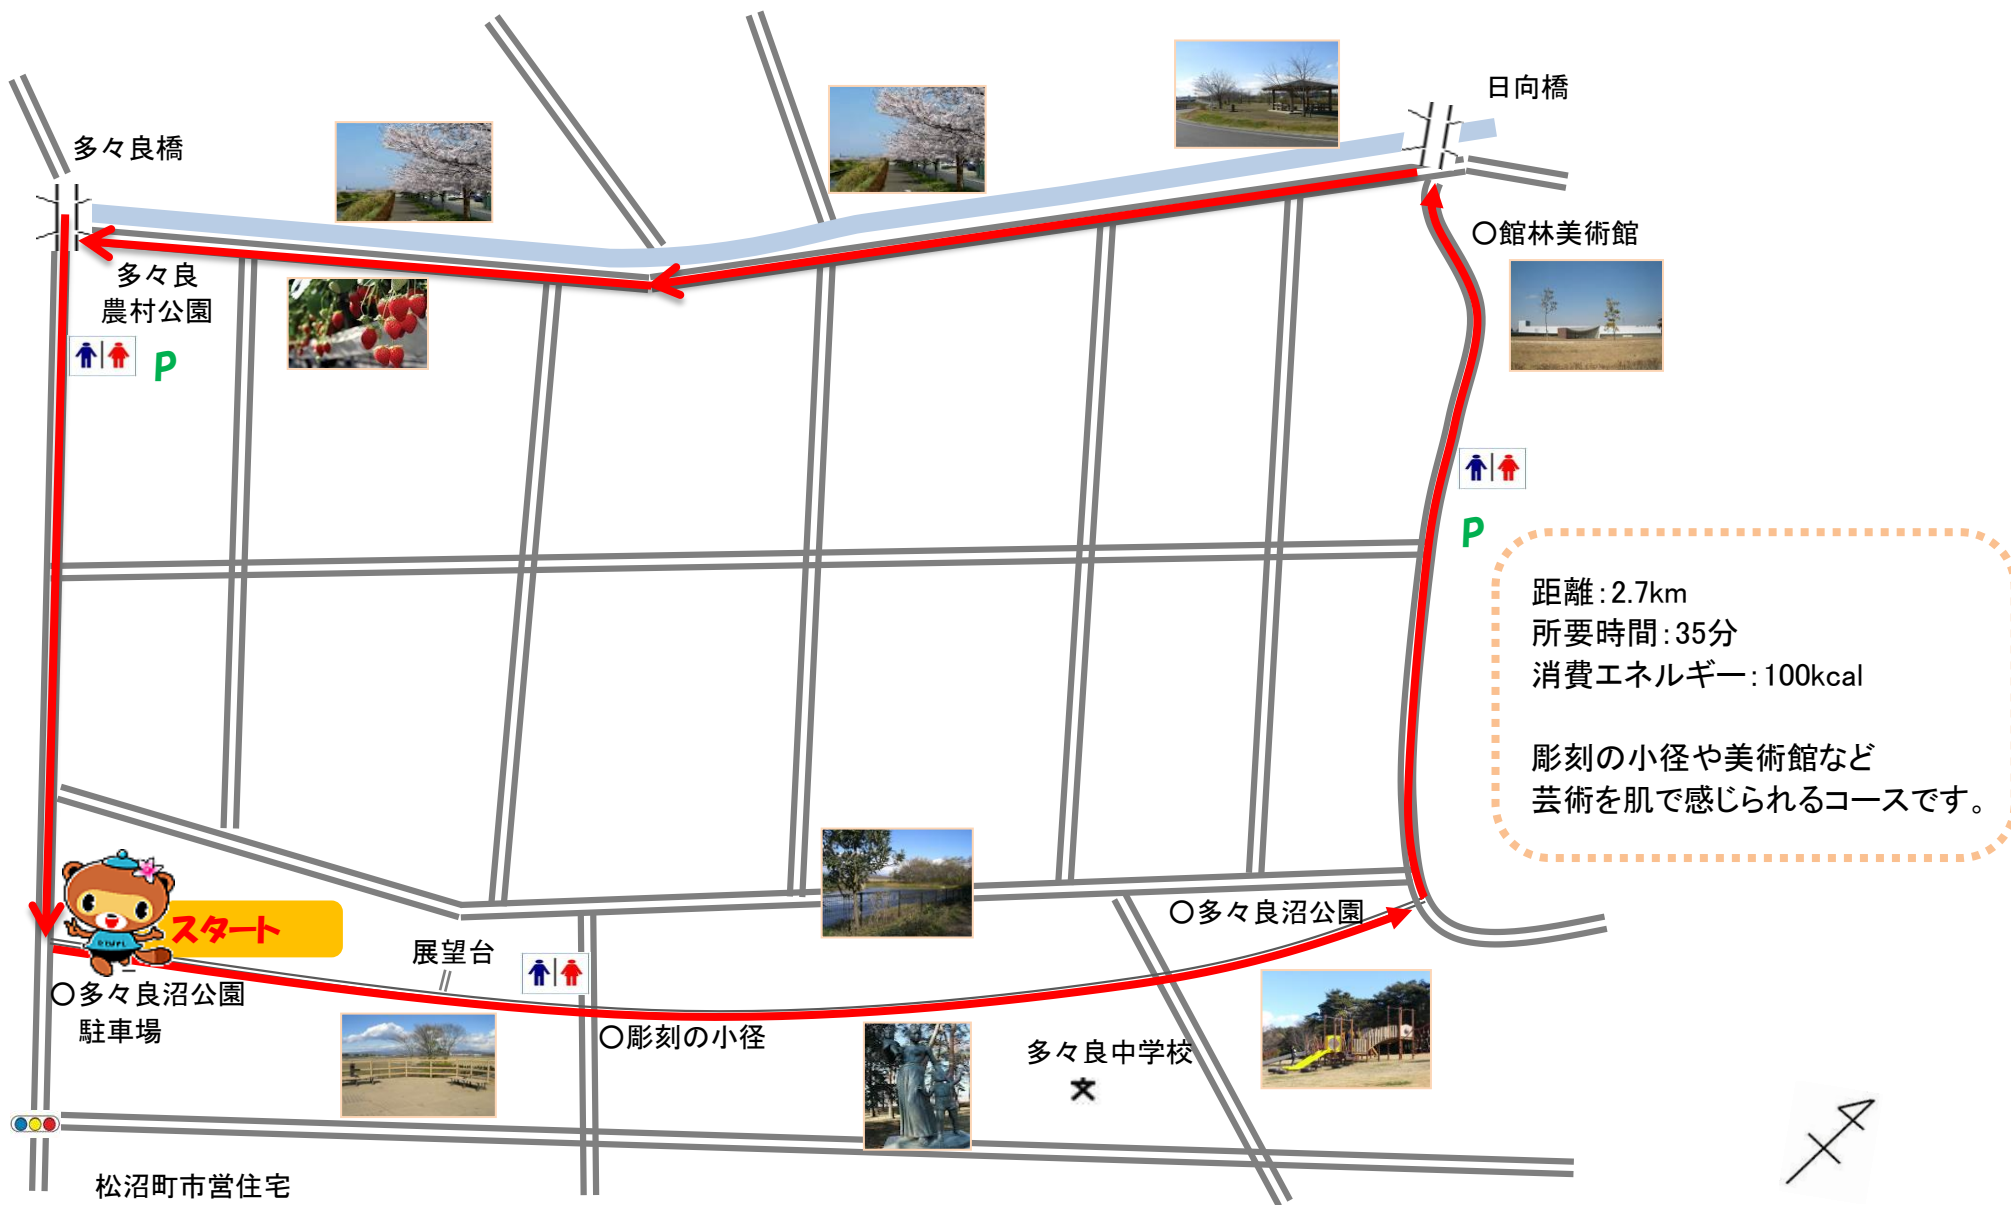 日向橋
多々良橋
〇館林美術館
多々良
農村公園
P
P
距離：2.7km
所要時間：35分
消費エネルギー：100kcal
彫刻の小径や美術館など
芸術を肌で感じられるコースです。
スタート
〇多々良沼公園
展望台
〇多々良沼公園
駐車場
〇彫刻の小径
多々良中学校
文
松沼町市営住宅